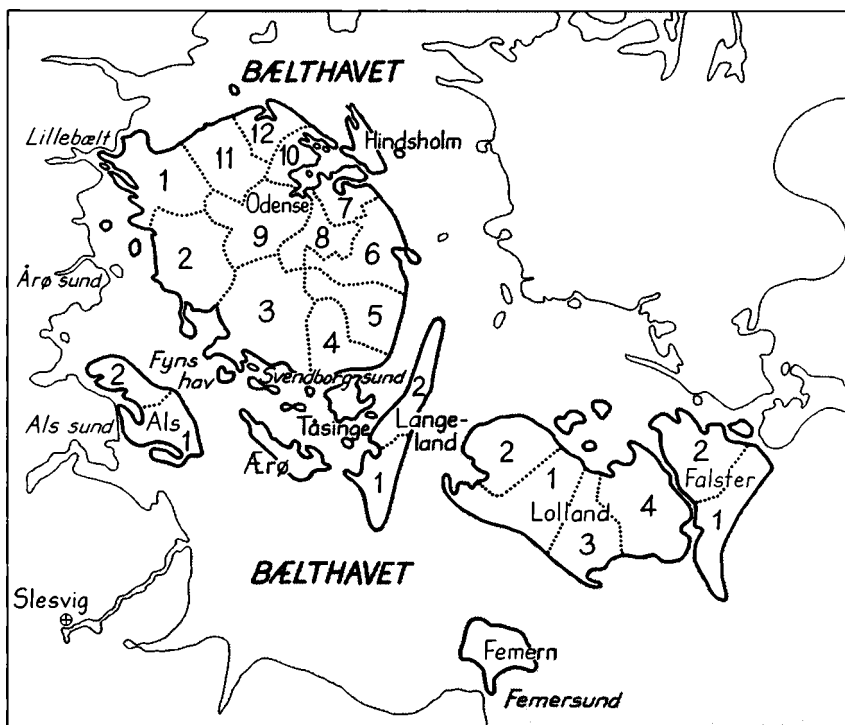 BÆLTHAVET
Lillebælt
12
Hindsholm
11
10
1
Odense
7
9
8
2
6
Årø sund
3
5
4
Fyns
hav
Svendborg sund
2
2
Als
Als sund
1
Tåsinge
Lange-
land
Ærø
1
2
1
Lolland
3
4
2
Falster
1
BÆLTHAVET
Slesvig
Femern
Femersund